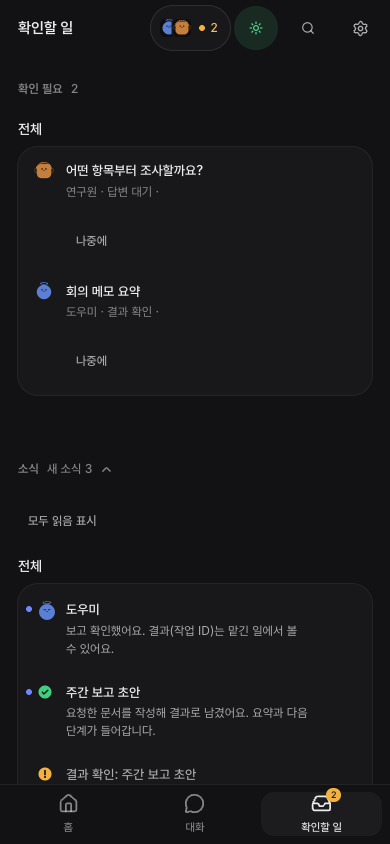 확인할 일
2
확인 필요 2
전체
어떤 항목부터 조사할까요?
연구원 · 답변 대기 ·
나중에
회의 메모 요약
도우미 · 결과 확인 ·
나중에
소식 새 소식 3
모두 읽음 표시
전체
도우미
보고 확인했어요. 결과(작업 ID)는 맡긴 일에서 볼
수 있어요.
주간 보고 초안
요청한 문서를 작성해 결과로 남겼어요. 요약과 다음
단계가 들어갑니다.
결과 확인: 주간 보고 초안
2
홈 대화 확인할 일